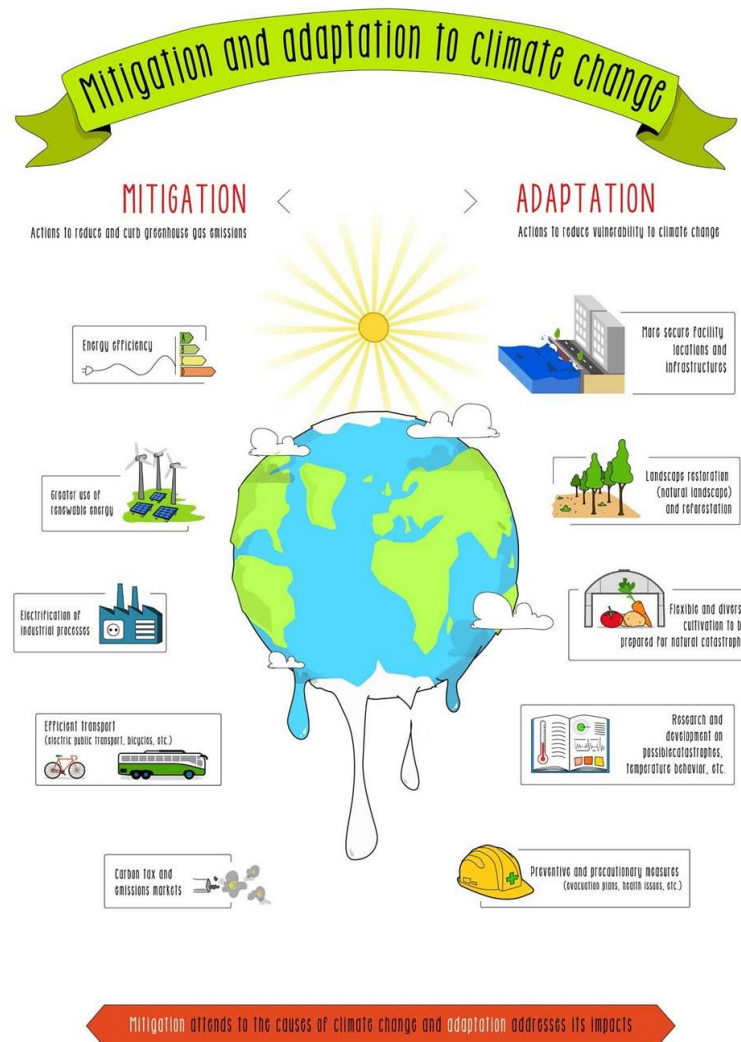 Mitigation and adaptation to climate change
MITIGATION
Actions to reduce and curb greenhouse gas emissions
Energy efficiency
A
Greater use of
renewable energy
Electrification of
industrial processes
Efficient transport
(electric public transport, bicycles, etc.)
Carbon tax and
emissions markets
ADAPTATION
Actions to reduce vulnerability to climate change
More secure facility
locations and
infrastructures
Landscape restoration
(natural landscape)
and reforestation
Flexible and divers
cultivation to b
prepared for natural catastroph
Research and
development on
possiblecatastrophes,
temperature behavior, etc.
Preventive and precautionary measures
(evacuation plans, health issues, etc.)
Mitigation attends to the causes of climate change and adaptation addresses its impacts